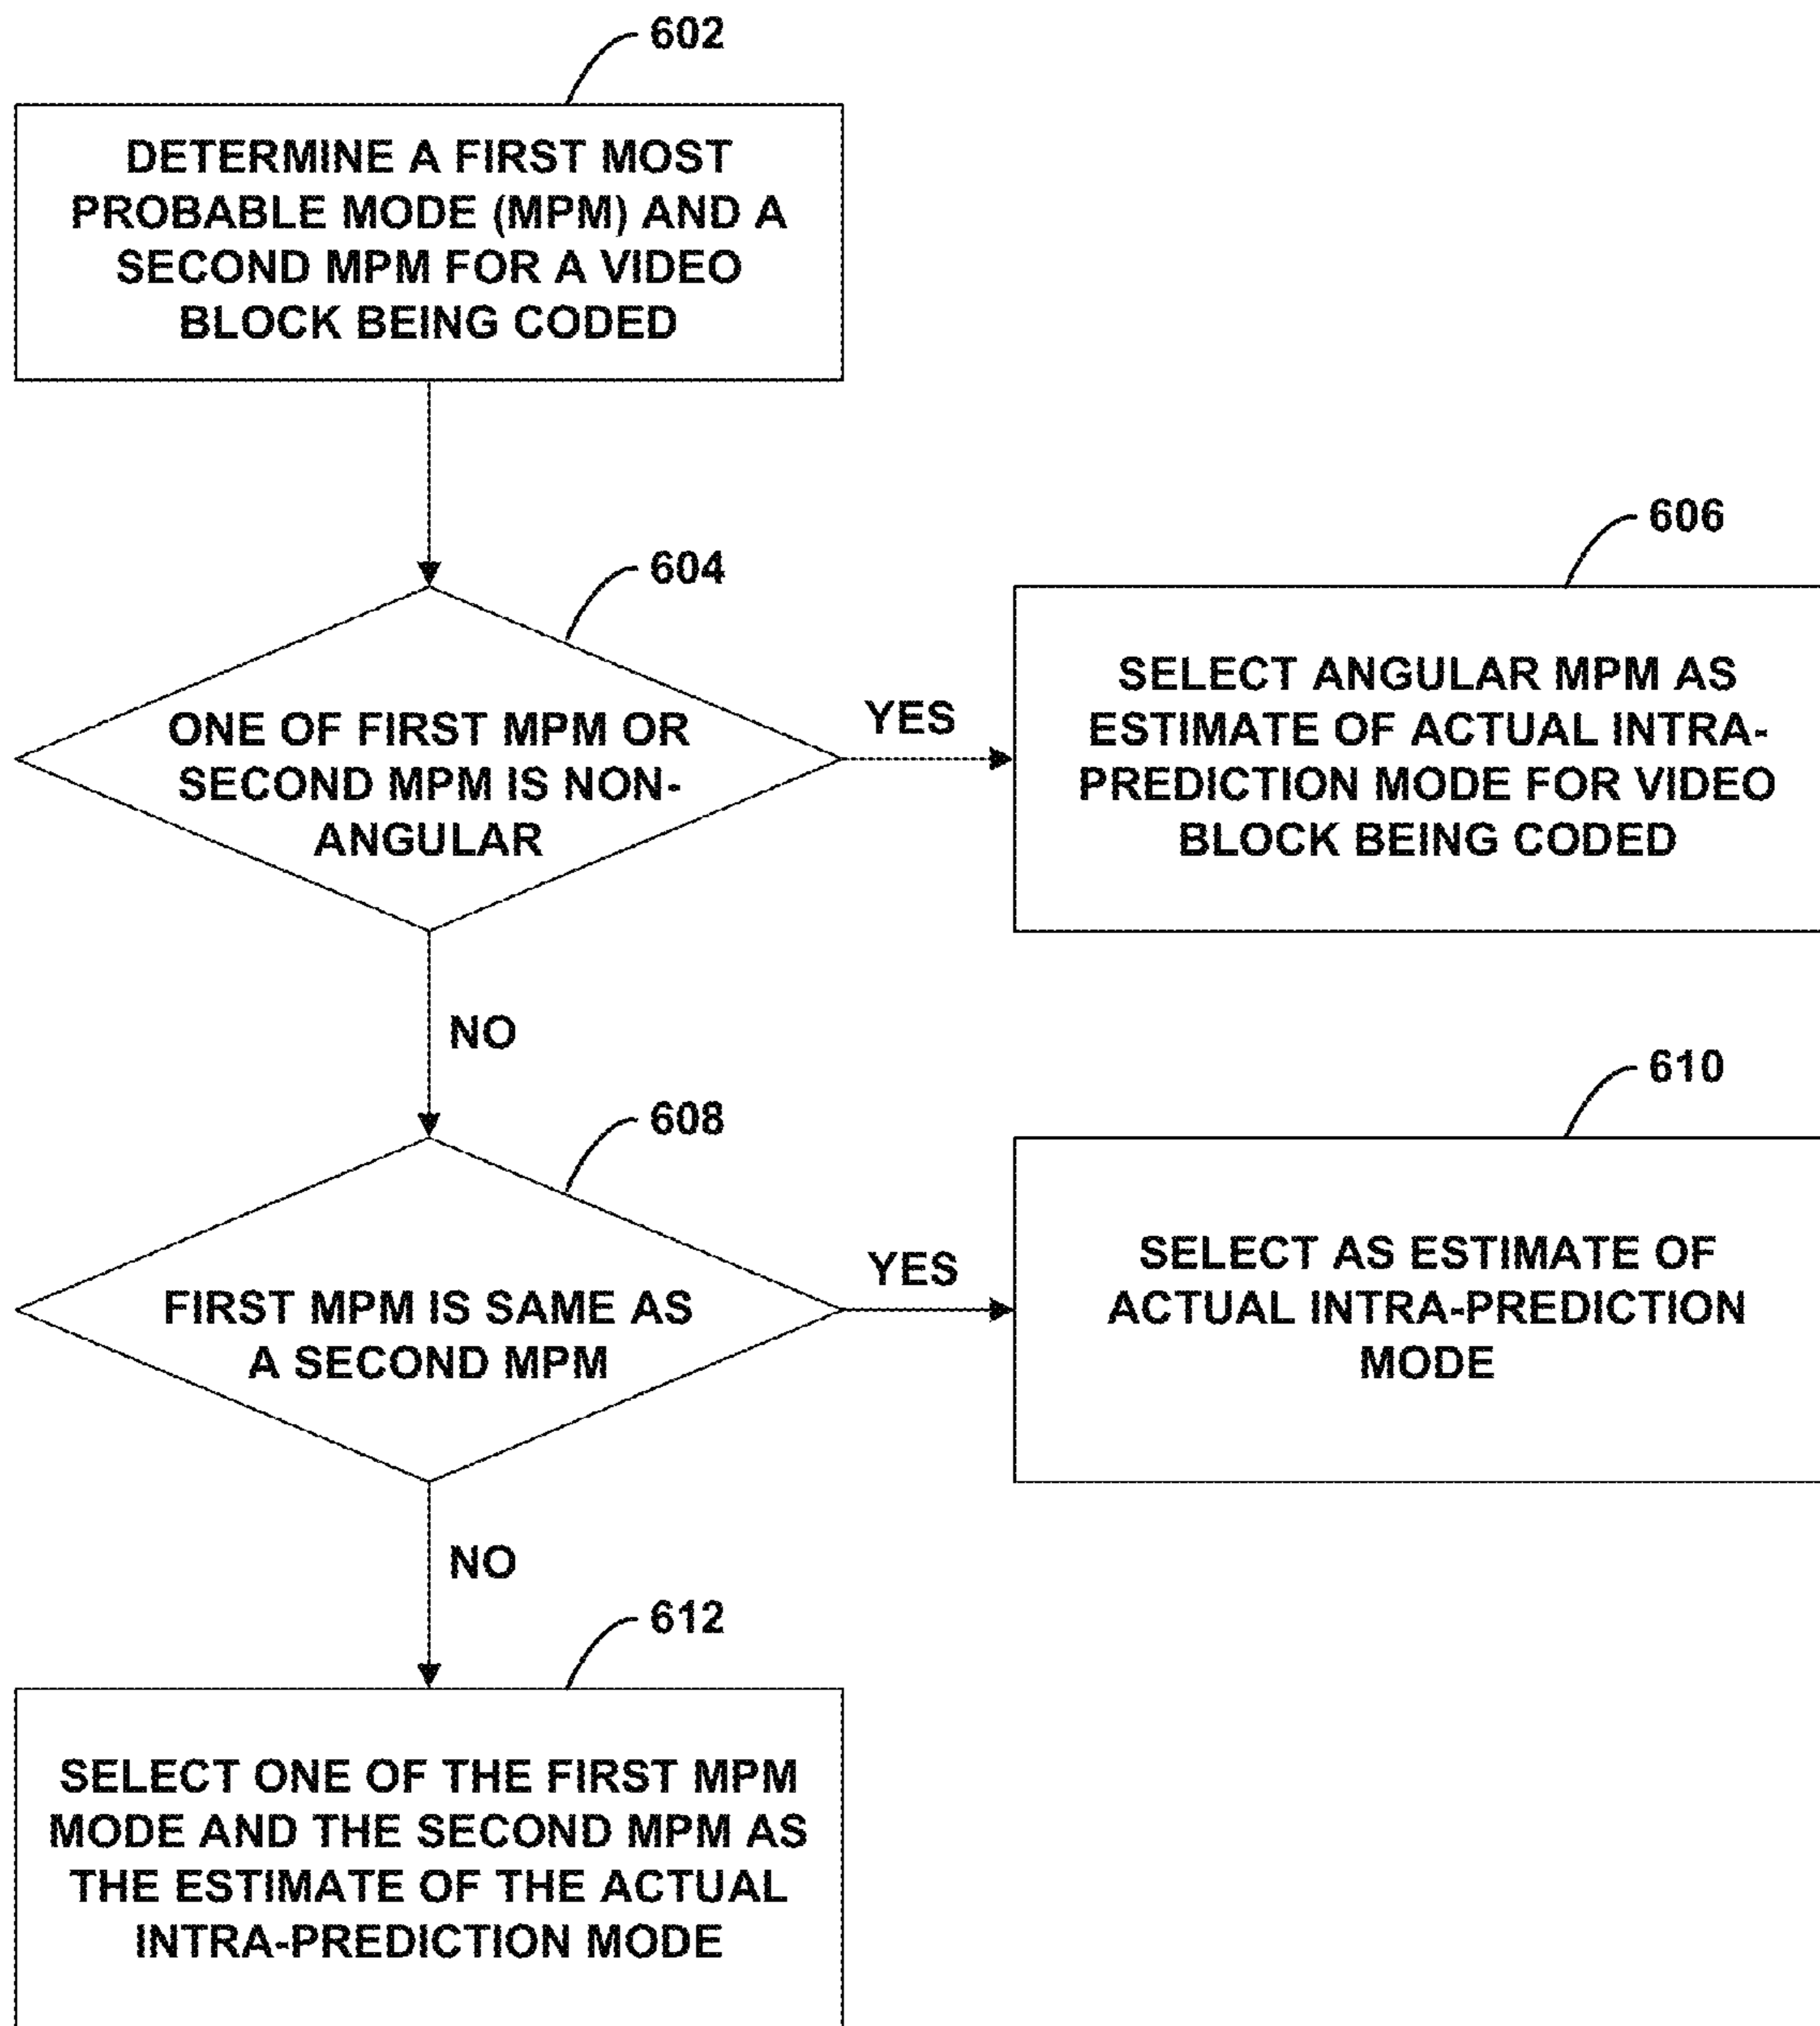 602
DETERMINE A FIRST MOST
PROBABLE MODE (MPM) AND A
SECOND MPM FOR A VIDEO
BLOCK BEING CODED
604
ONE OF FIRST MPM OR
SECOND MPM IS NON-
ANGULAR
YES
606
SELECT ANGULAR MPM AS
ESTIMATE OF ACTUAL INTRA-
PREDICTION MODE FOR VIDEO
BLOCK BEING CODED
NO
608
FIRST MPM IS SAME AS
A SECOND MPM
YES
610
SELECT AS ESTIMATE OF
ACTUAL INTRA-PREDICTION
MODE
NO
612
SELECT ONE OF THE FIRST MPM
MODE AND THE SECOND MPM AS
THE ESTIMATE OF THE ACTUAL
INTRA-PREDICTION MODE